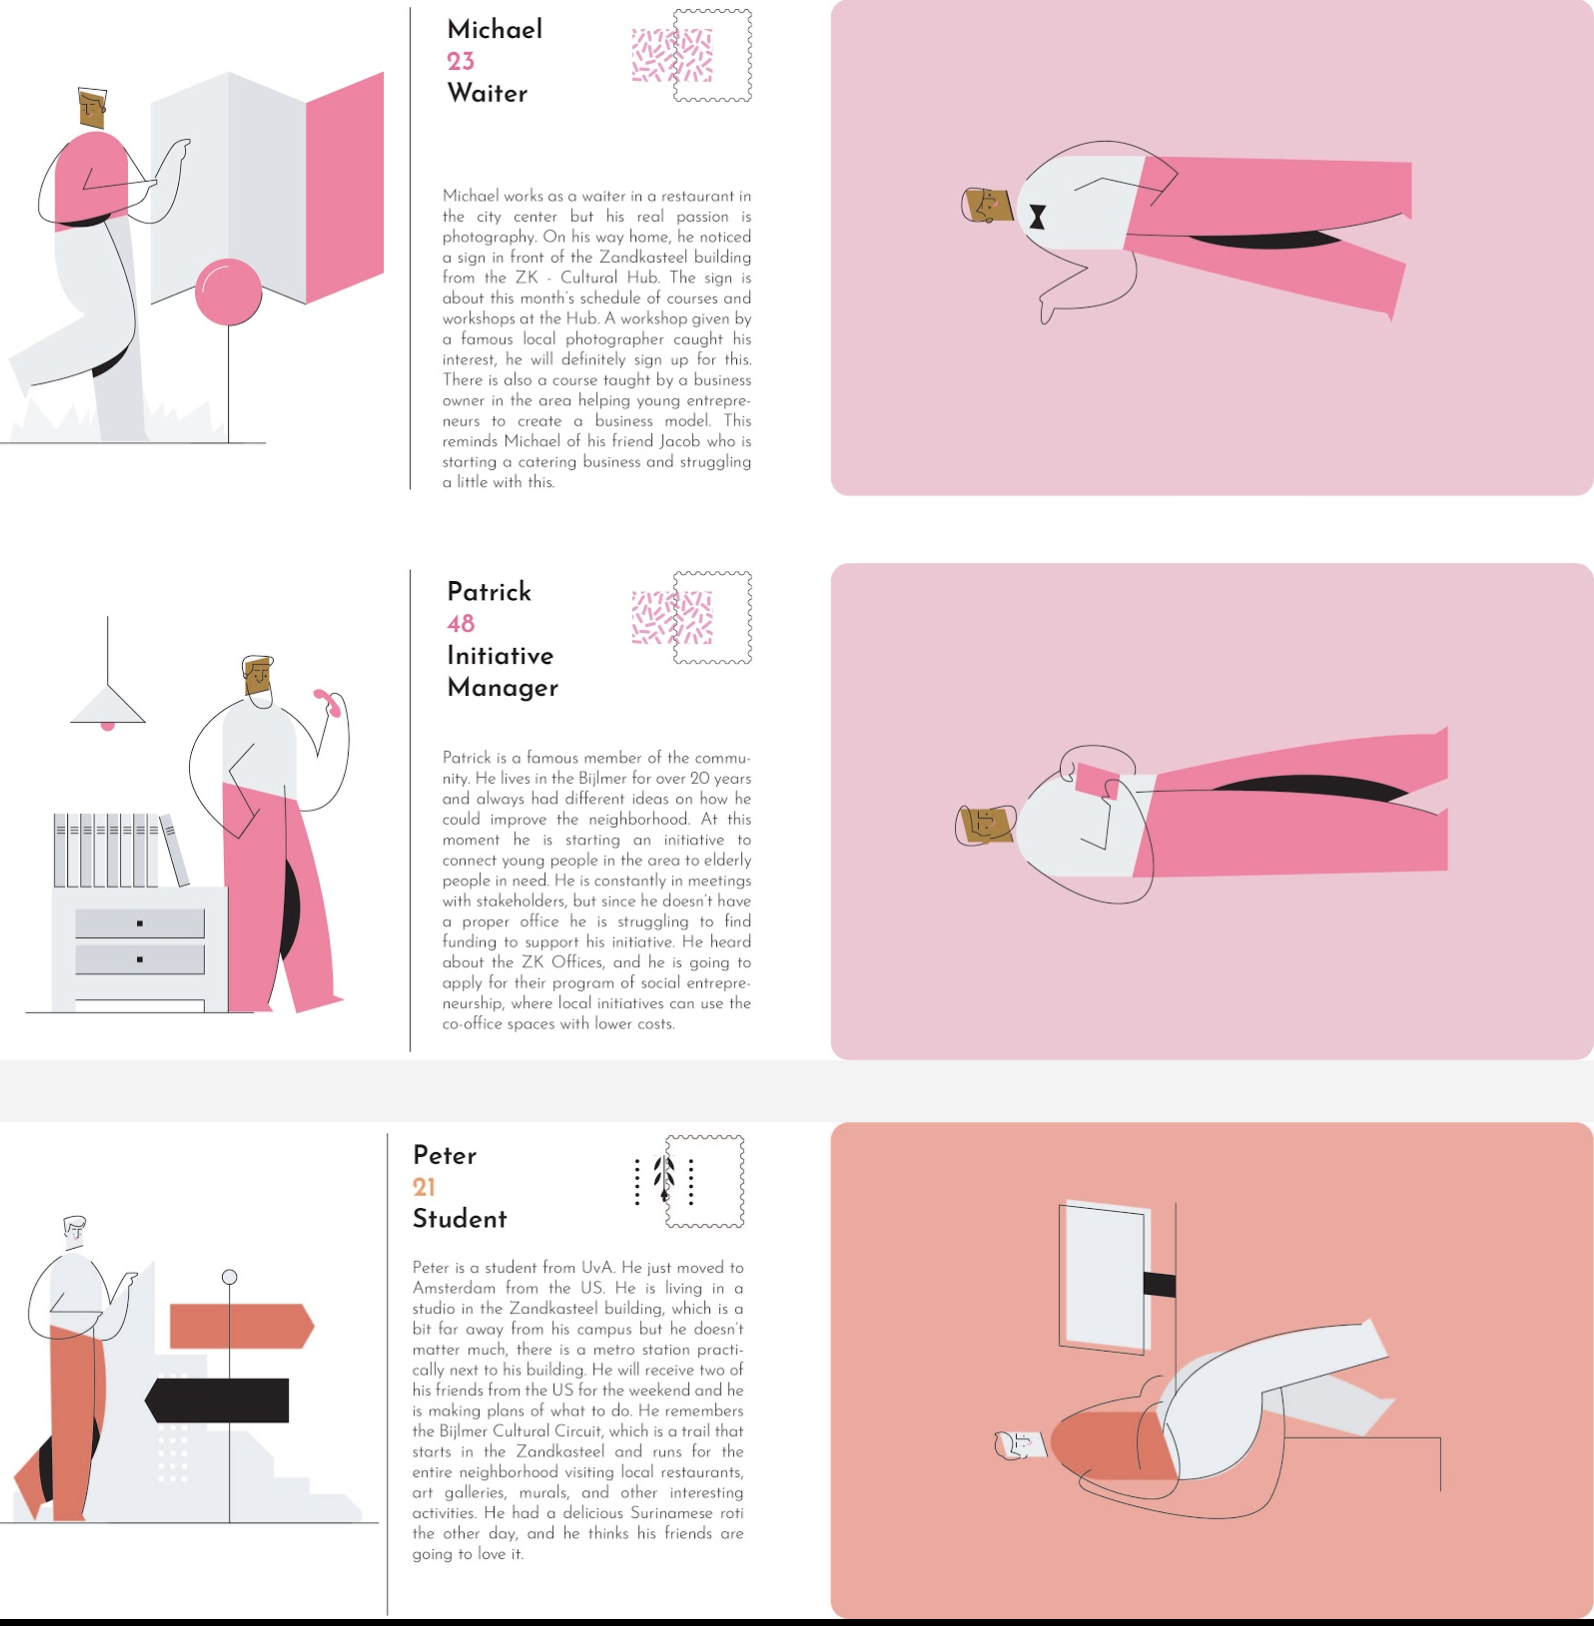 Michael
23
Waiter
Michael works as a waiter in a restaurant in
the city center but his real passion is
photography. On his way home, he noticed
a sign in front of the Zandkasteel building
from the ZK - Cultural Hub. The sign is
about this month's schedule of courses and
workshops at the Hub. A workshop given by
a famous local photographer caught his
interest, he will definitely sign up for this.
There is also a course taught by a business
owner in the area helping young entrepre-
neurs to create a business model. This
reminds Michael of his friend Jacob who is
starting a catering business and struggling
a little with this.
Patrick
48
Initiative
Manager
Patrick is a famous member of the commu-
nity. He lives in the Bijlmer for over 20 years
and always had different ideas on how he
could improve the neighborhood. At this
moment he is starting an initiative to
connect young people in the area to elderly
people in need. He is constantly in meetings
with stakeholders, but since he doesn't have
a proper office he is struggling to find
funding to support his initiative. He heard
about the ZK Offices, and he is going to
apply for their program of social entrepre-
neurship, where local initiatives can use the
co-office spaces with lower costs.
Peter
21
Student
Peter is a student from UvA. He just moved to
Amsterdam from the US. He is living in a
studio in the Zandkasteel building, which is a
bit far away from his campus but he doesn't
matter much, there is a metro station practi-
cally next to his building. He will receive two of
his friends from the US for the weekend and he
is making plans of what to do. He remembers
the Bijlmer Cultural Circuit, which is a trail that
starts in the Zandkasteel and runs for the
entire neighborhood visiting local restaurants,
art galleries, murals, and other interesting
activities. He had a delicious Surinamese roti
the other day, and he thinks his friends are
going to love it.